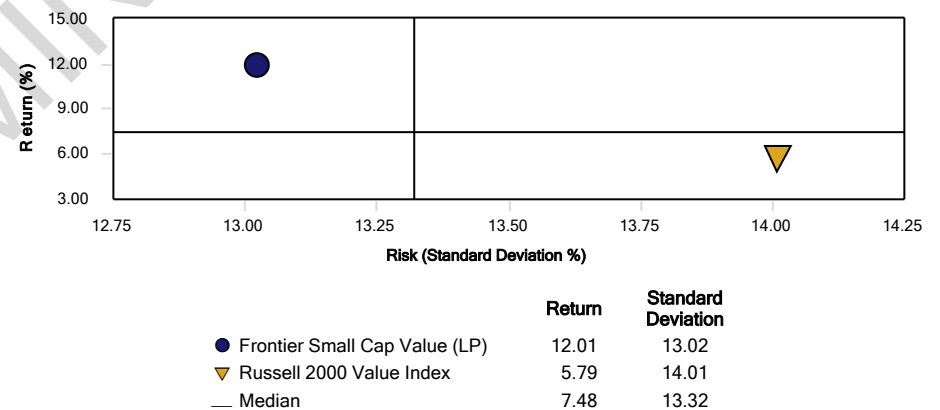 15.00
12.00
9.00
6.00
3.00
Return (%)
12.75 13.00 13.25 13.50 13.75 14.00 14.25
Risk (Standard Deviation %)
Return Standard Deviation
Frontier Small Cap Value (LP) 12.01 13.02
Russell 2000 Value Index 5.79 14.01
Median 7.48 13.32